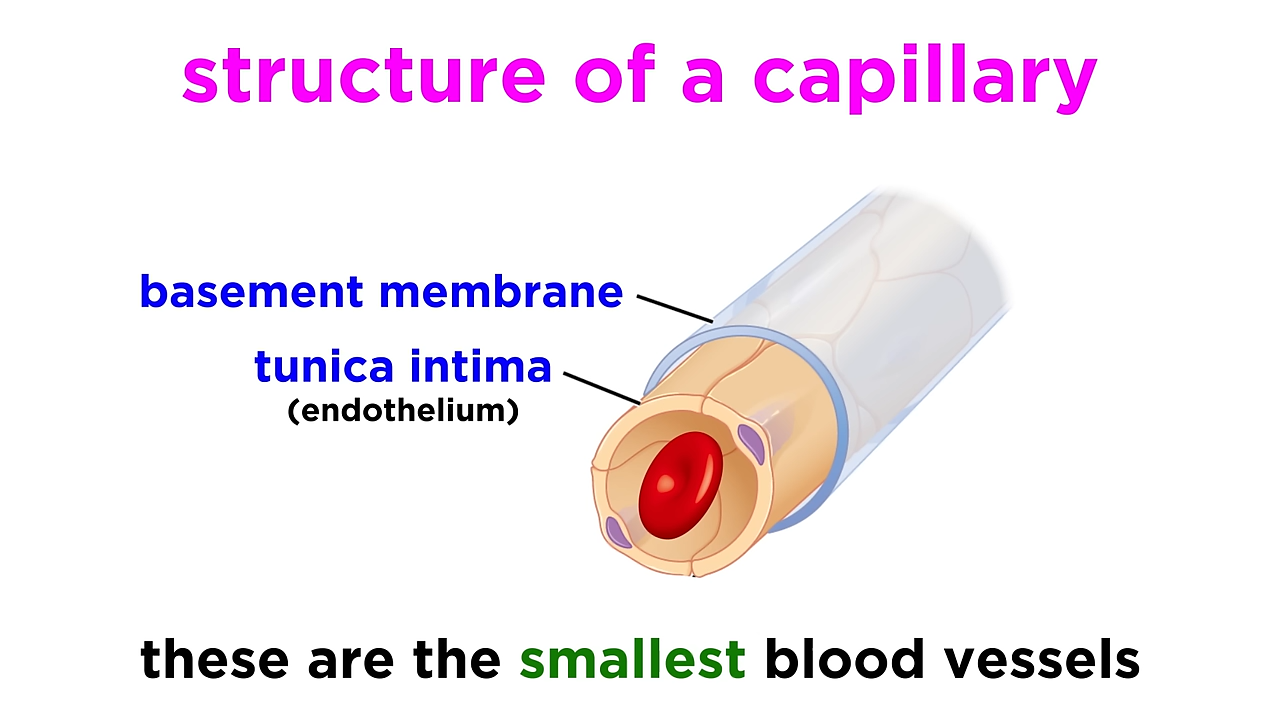 structure of a capillary
basement membrane
tunica intima
(endothelium)
these are the smallest blood vessels